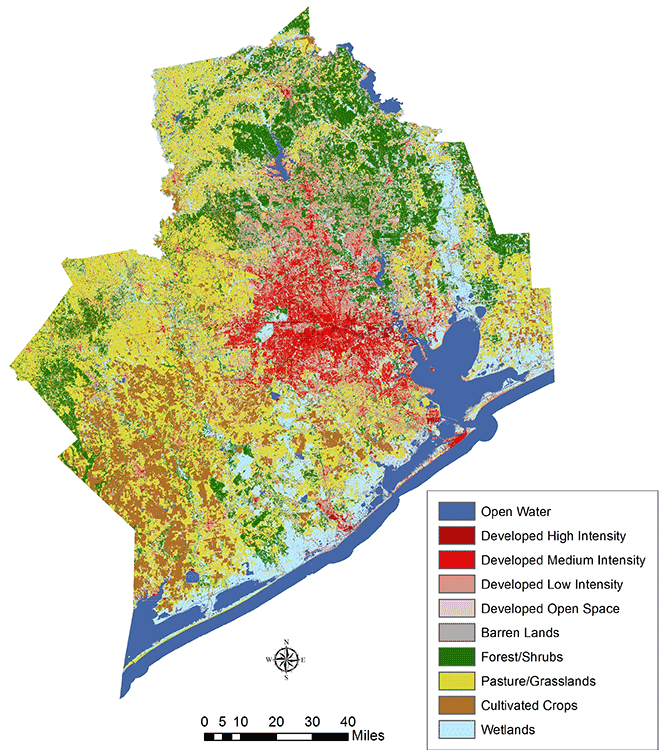 Open Water
Developed High Intensity
Developed Medium Intensity
Developed Low Intensity
Developed Open Space
Barren Lands
Forest/Shrubs
Pasture/Grasslands
Cultivated Crops
Wetlands
N
W E
S
0 5 10 20 30 40
Miles